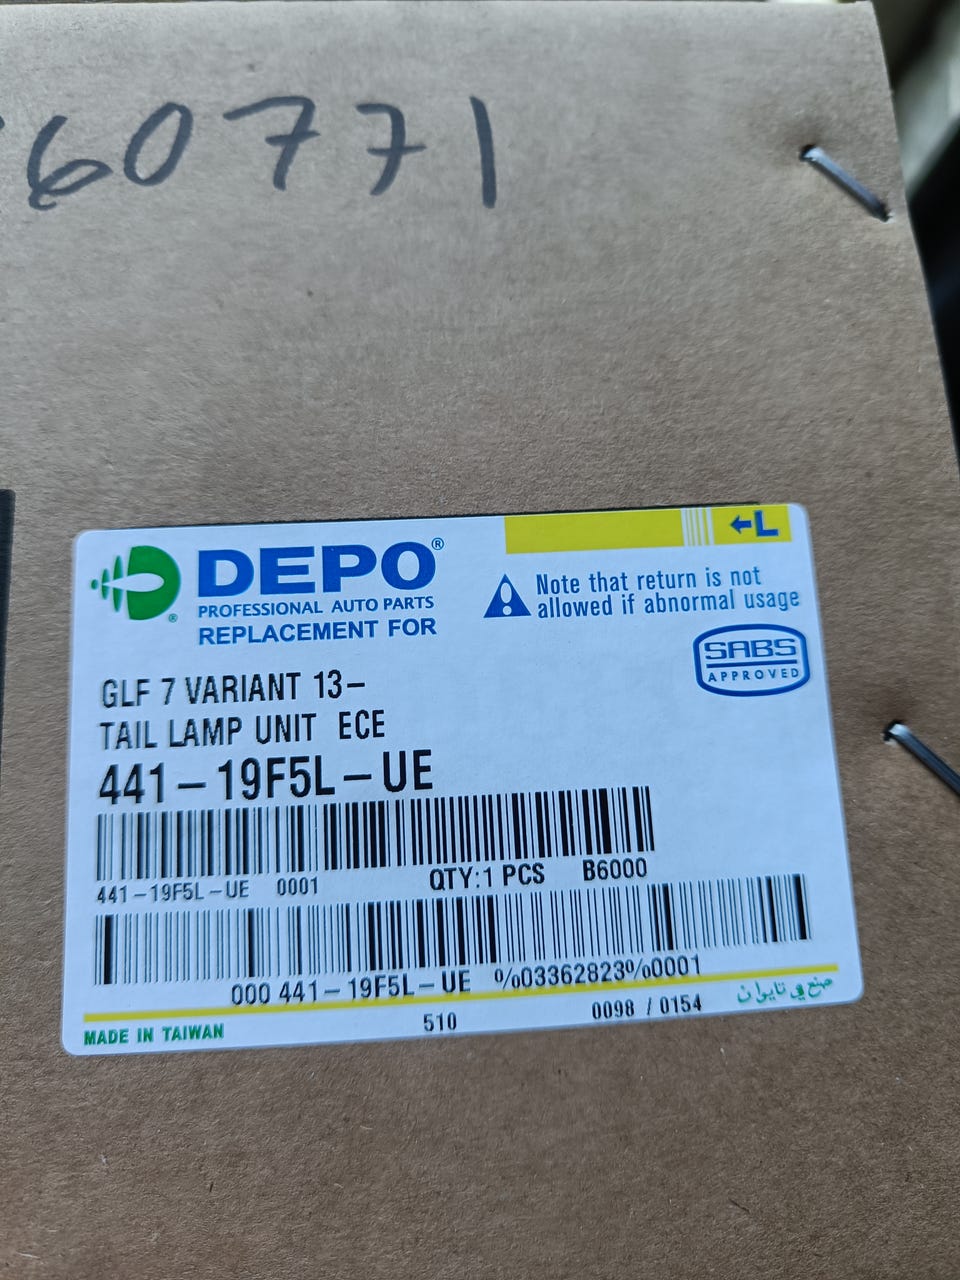 60771
←L
DEPO®
PROFESSIONAL AUTO PARTS
REPLACEMENT FOR
Note that return is not
allowed if abnormal usage
SABS
APPROVED
GLF 7 VARIANT 13-
TAIL LAMP UNIT ECE
441-19F5L-UE
441-19F5L-UE 0001
QTY:1 PCS B6000
000 441-19F5L-UE %03362823%0001
MADE IN TAIWAN
510
0098 / 0154
صنع في تايوان